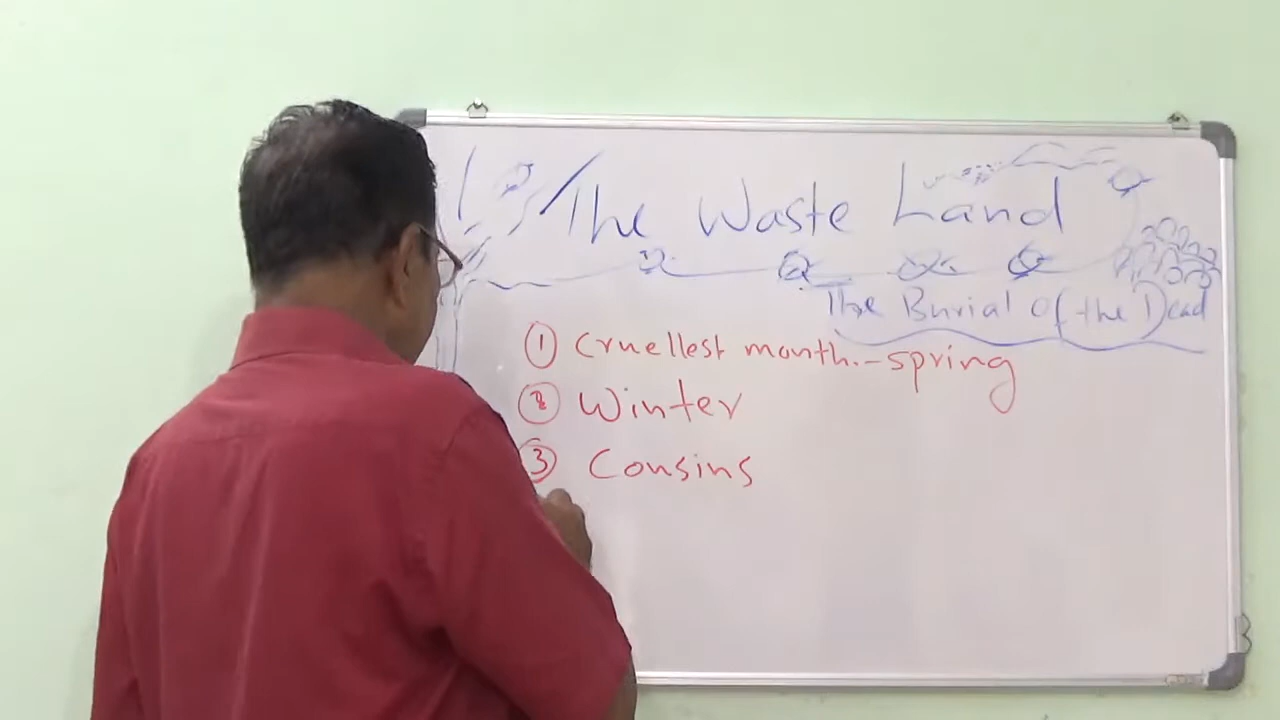 The Waste Land
The Burial of the Dead
① Cruellest month.-spring
② Winter
③ Cousins